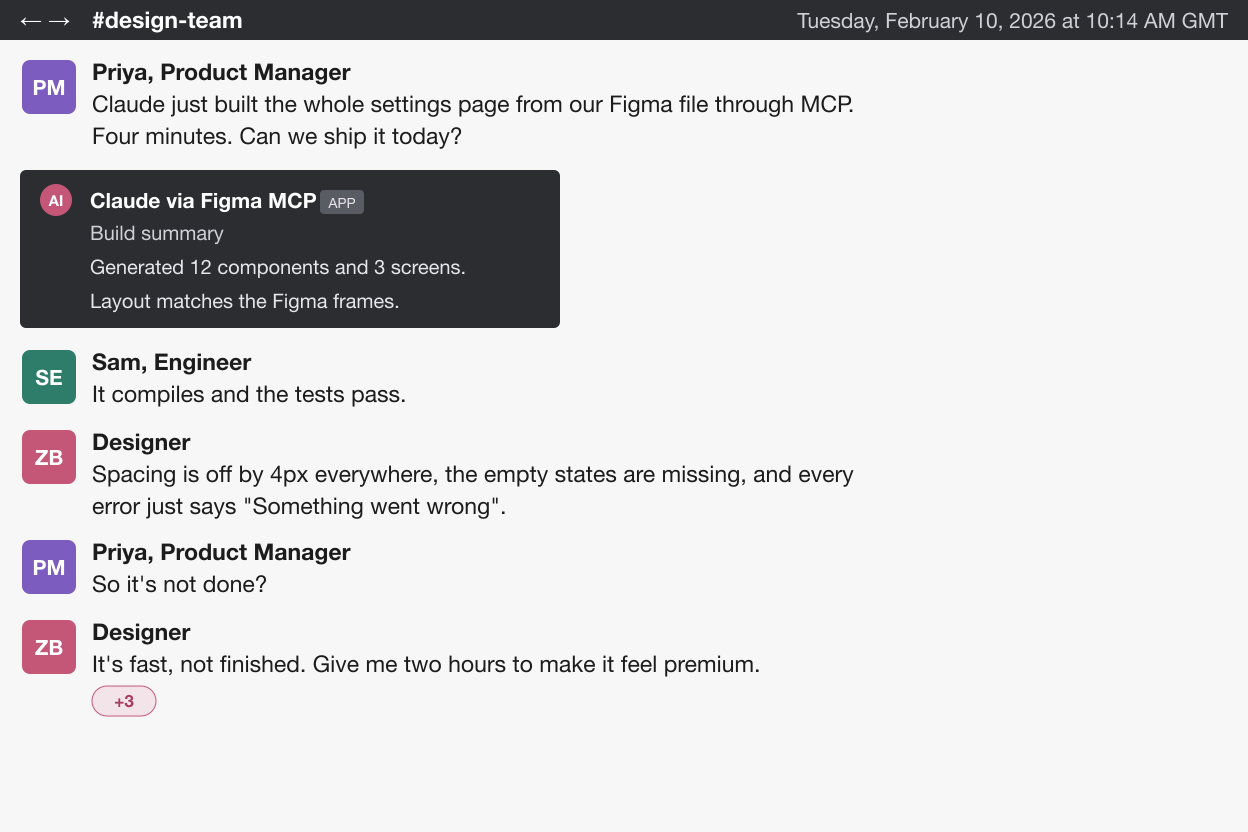 ←→ #design-team Tuesday, February 10, 2026 at 10:14 AM GMT
PM
Priya, Product Manager
Claude just built the whole settings page from our Figma file through MCP.
Four minutes. Can we ship it today?
AI
Claude via Figma MCP APP
Build summary
Generated 12 components and 3 screens.
Layout matches the Figma frames.
SE
Sam, Engineer
It compiles and the tests pass.
ZB
Designer
Spacing is off by 4px everywhere, the empty states are missing, and every
error just says "Something went wrong".
PM
Priya, Product Manager
So it's not done?
ZB
Designer
It's fast, not finished. Give me two hours to make it feel premium.
+3